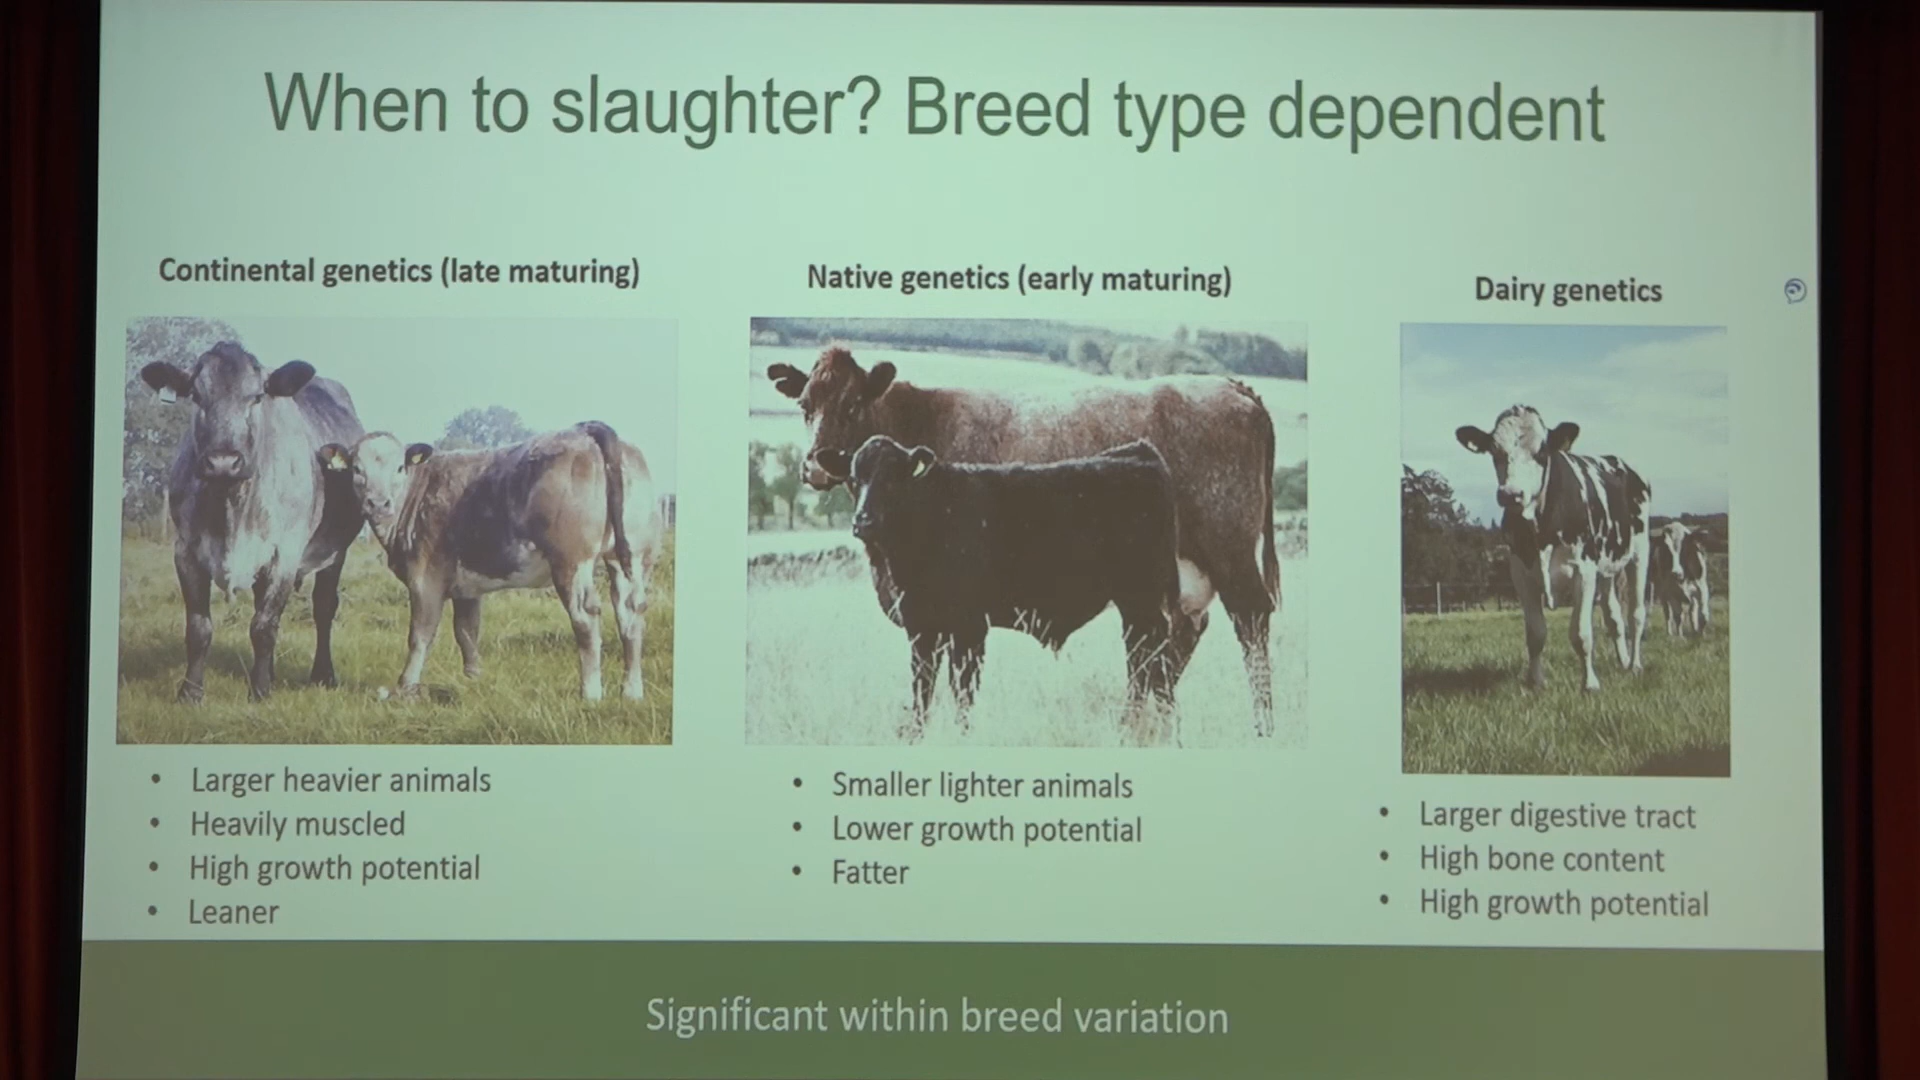 When to slaughter? Breed type dependent
Continental genetics (late maturing)
• Larger heavier animals
• Heavily muscled
• High growth potential
• Leaner
Native genetics (early maturing)
• Smaller lighter animals
• Lower growth potential
• Fatter
Dairy genetics
• Larger digestive tract
• High bone content
• High growth potential
Significant within breed variation